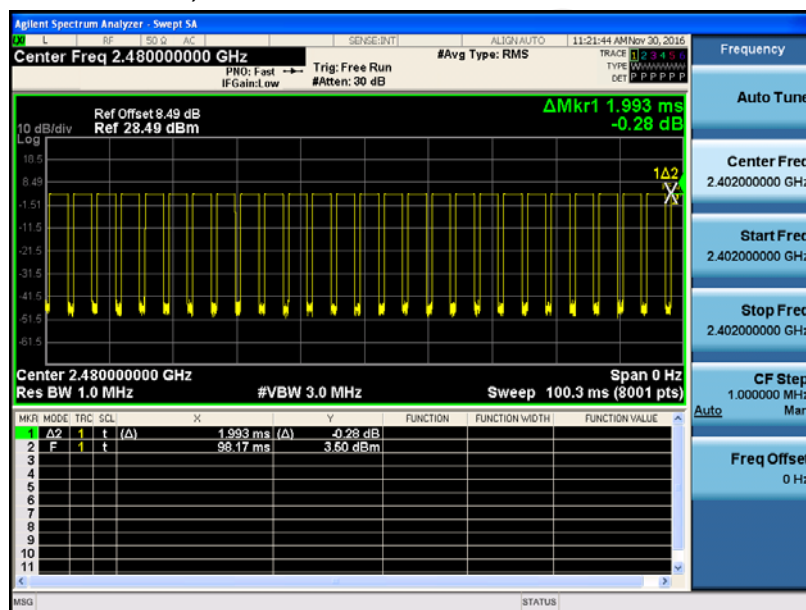 Agilent Spectrum Analyzer - Swept SA
L RF 50 Ω AC SENSE:INT ALIGNAUTO 11:21:44 AMNov 30, 2016
Center Freq 2.480000000 GHz #Avg Type: RMS TRACE 1 2 3 4 5 6
PNO: Fast Trig: Free Run TYPE WWWWWW
IFGain:Low #Atten: 30 dB DET P P P P P P
ΔMkr1 1.993 ms
-0.28 dB
Ref Offset 8.49 dB
10 dB/div Ref 28.49 dBm
Log
18.5
8.49
-1.51
-11.5
-21.5
-31.5
-41.5
-51.5
-61.5
1Δ2
X
Center 2.480000000 GHz Span 0 Hz
Res BW 1.0 MHz #VBW 3.0 MHz Sweep 100.3 ms (8001 pts)
MKR MODE TRC SCL X Y FUNCTION FUNCTION WIDTH FUNCTION VALUE
1 Δ2 1 t (Δ) 1.993 ms (Δ) -0.28 dB
2 F 1 t 98.17 ms 3.50 dBm
3
4
5
6
7
8
9
10
11
MSG STATUS
Frequency
Auto Tune
Center Freq
2.402000000 GHz
Start Freq
2.402000000 GHz
Stop Freq
2.402000000 GHz
CF Step
1.000000 MHz
Auto Man
Freq Offset
0 Hz